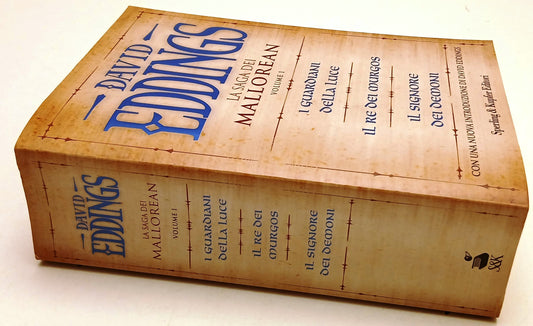 DAVID
EDDINGS
LA SAGA DEI
MALLOREAN
VOLUME I
I GUARDIANI
DELLA LUCE
IL RE DEI MURGOS
IL SIGNORE
DEI DEMONI
CON UNA NUOVA INTRODUZIONE DI DAVID EDDINGS
Sperling & Kupfer Editori
DAVID
EDDINGS
LA SAGA DEI
MALLOREAN
VOLUME I
I GUARDIANI
DELLA LUCE
IL RE DEI
MURGOS
IL SIGNORE
DEI DEMONI
S&K